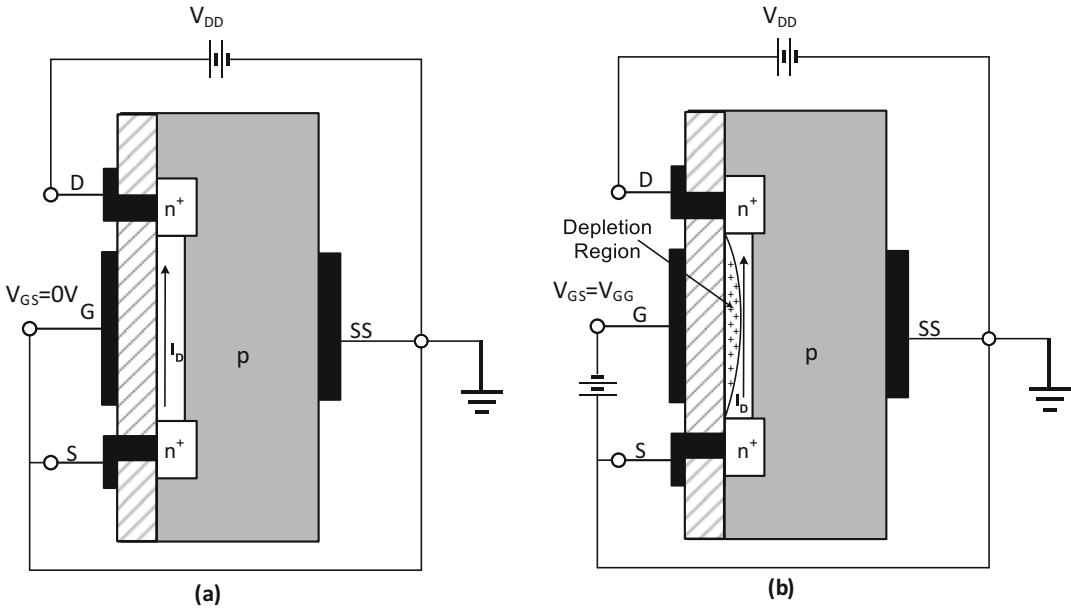 V_DD
D
n⁺
V_GS=0V
G
I_D
p
SS
n⁺
S
(a)
V_DD
D
n⁺
Depletion
Region
V_GS=V_GG
G
+ + + + + + + + + + + + + + + + + +
p
SS
I_D
n⁺
S
(b)